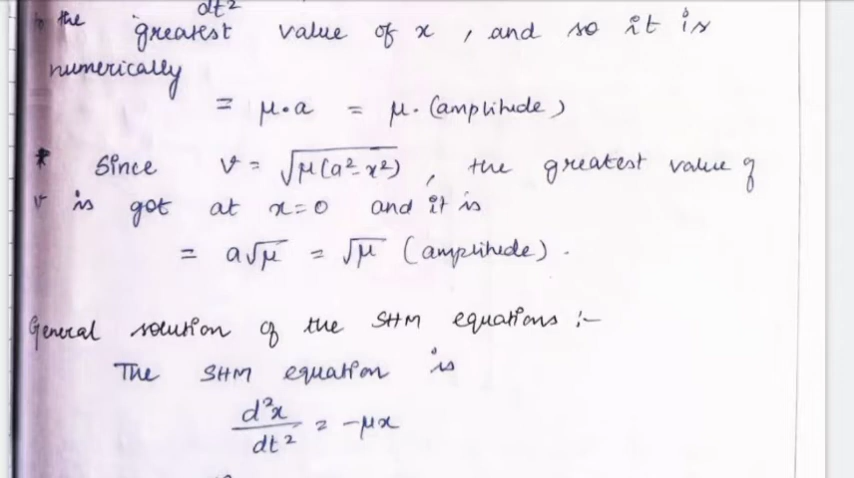 dt²
to the greatest value of x , and so it is
numerically
= μ.a = μ. (amplitude)
* Since v = √μ(a²-x²) , the greatest value of
v is got at x=0 and it is
= a√μ = √μ (amplitude) .
General solution of the SHM equations :-
The SHM equation is
d²x
dt² = -μx